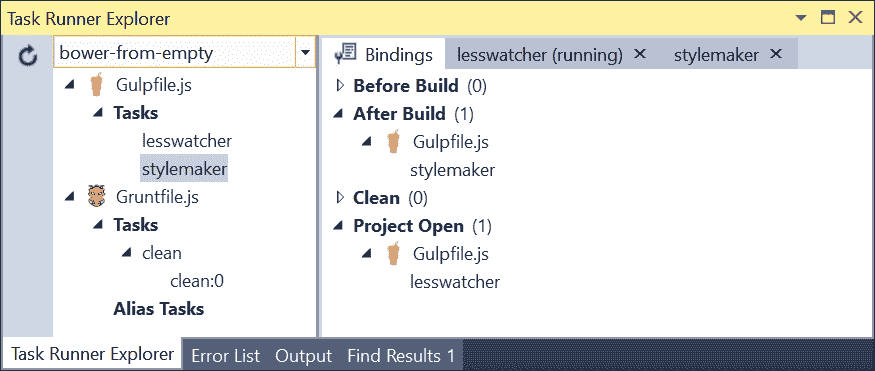 Task Runner Explorer
bower-from-empty
Gulpfile.js
Tasks
lesswatcher
stylemaker
Gruntfile.js
Tasks
clean
clean:0
Alias Tasks
Bindings lesswatcher (running) stylemaker
Before Build (0)
After Build (1)
Gulpfile.js
stylemaker
Clean (0)
Project Open (1)
Gulpfile.js
lesswatcher
Task Runner Explorer Error List Output Find Results 1